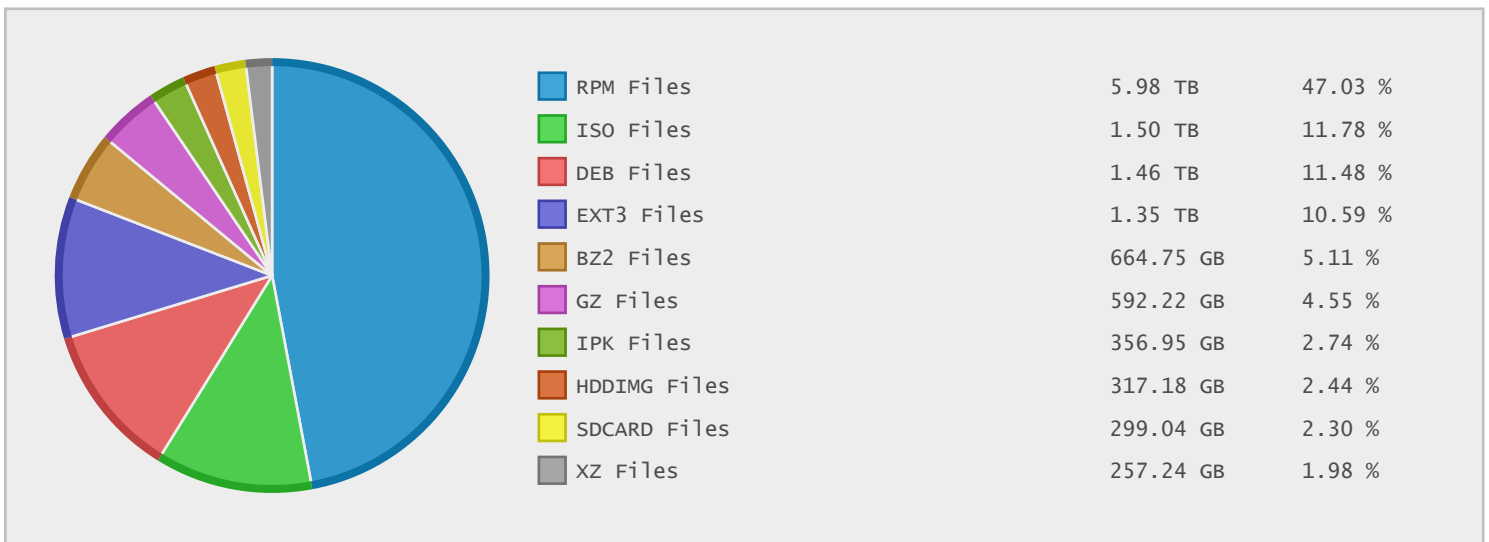 RPM Files 5.98 TB 47.03 %
ISO Files 1.50 TB 11.78 %
DEB Files 1.46 TB 11.48 %
EXT3 Files 1.35 TB 10.59 %
BZ2 Files 664.75 GB 5.11 %
GZ Files 592.22 GB 4.55 %
IPK Files 356.95 GB 2.74 %
HDDIMG Files 317.18 GB 2.44 %
SDCARD Files 299.04 GB 2.30 %
XZ Files 257.24 GB 1.98 %